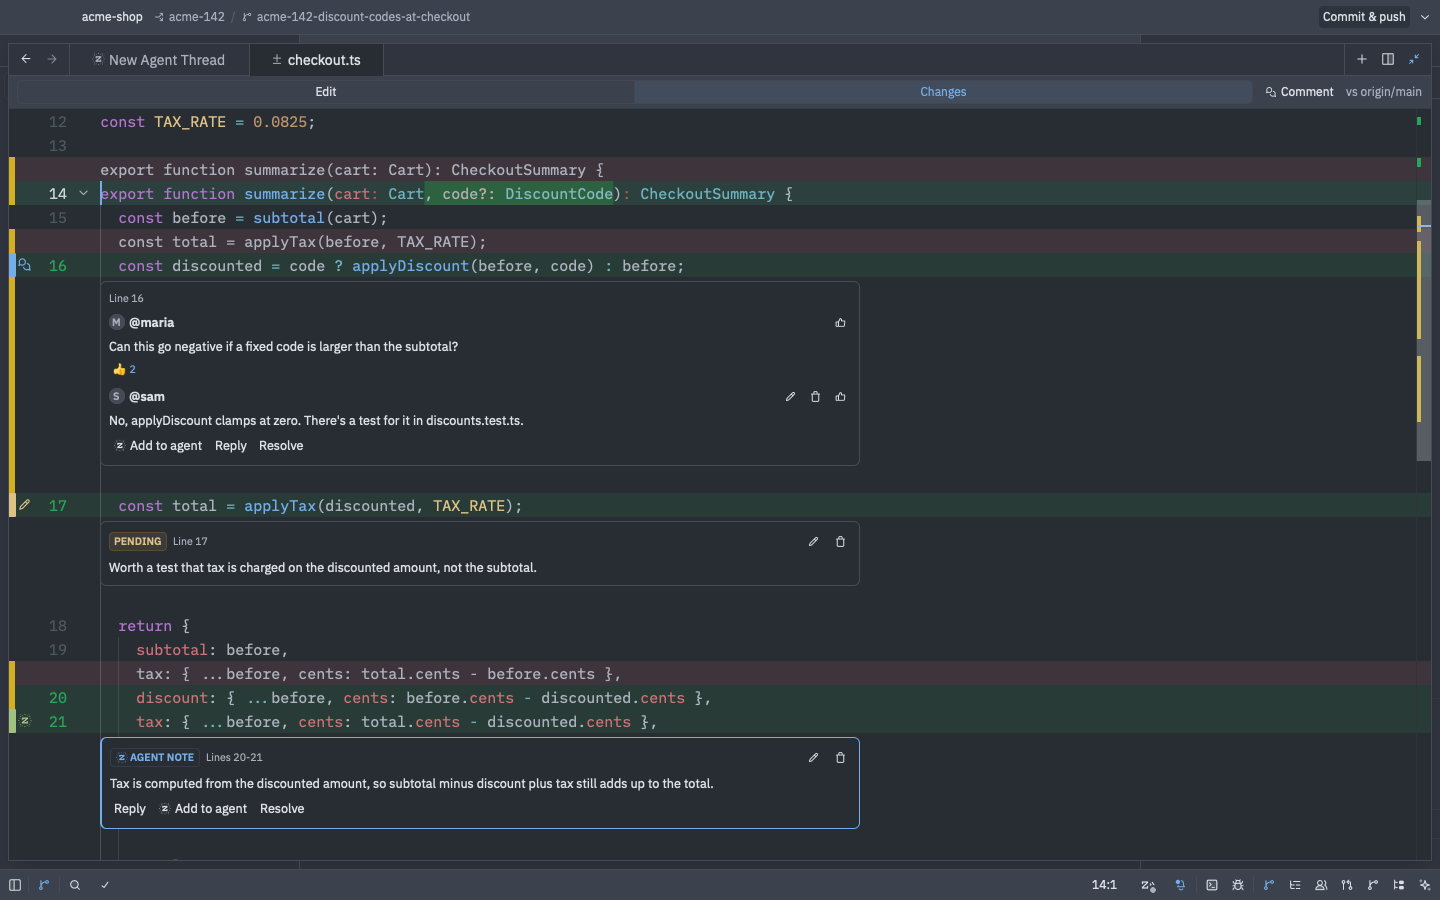 acme-shop acme-142 / acme-142-discount-codes-at-checkout Commit & push
New Agent Thread checkout.ts
Edit Changes Comment vs origin/main
12 const TAX_RATE = 0.0825;
13
export function summarize(cart: Cart): CheckoutSummary {
14 export function summarize(cart: Cart, code?: DiscountCode): CheckoutSummary {
15 const before = subtotal(cart);
const total = applyTax(before, TAX_RATE);
16 const discounted = code ? applyDiscount(before, code) : before;
Line 16
M @maria
Can this go negative if a fixed code is larger than the subtotal?
👍 2
S @sam
No, applyDiscount clamps at zero. There's a test for it in discounts.test.ts.
Add to agent Reply Resolve
17 const total = applyTax(discounted, TAX_RATE);
PENDING Line 17
Worth a test that tax is charged on the discounted amount, not the subtotal.
18 return {
19 subtotal: before,
tax: { ...before, cents: total.cents - before.cents },
20 discount: { ...before, cents: before.cents - discounted.cents },
21 tax: { ...before, cents: total.cents - discounted.cents },
AGENT NOTE Lines 20-21
Tax is computed from the discounted amount, so subtotal minus discount plus tax still adds up to the total.
Reply Add to agent Resolve
14:1